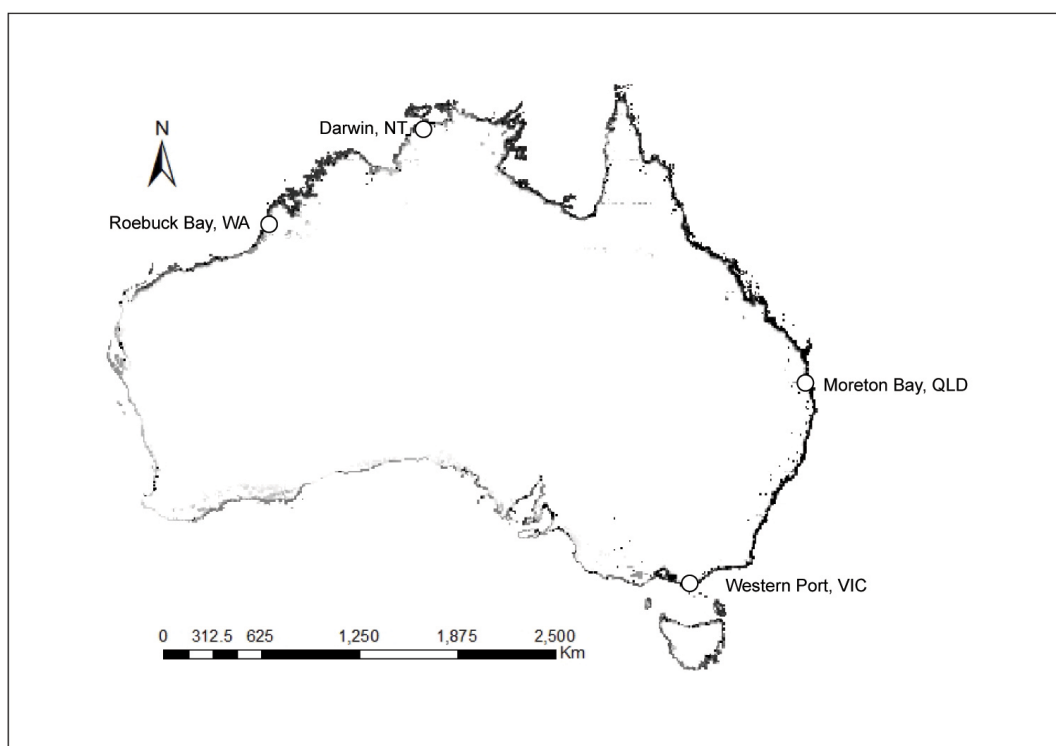 Darwin, NT
N
Roebuck Bay, WA
Moreton Bay, QLD
Western Port, VIC
0 312.5 625 1,250 1,875 2,500
Km